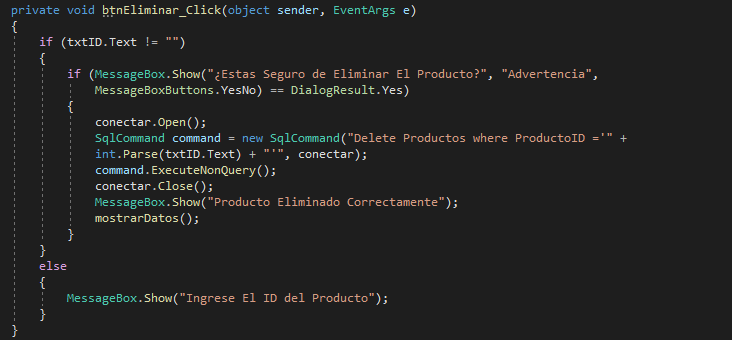 private void btnEliminar_Click(object sender, EventArgs e)
{
if (txtID.Text != "")
{
if (MessageBox.Show("¿Estas Seguro de Eliminar El Producto?", "Advertencia",
MessageBoxButtons.YesNo) == DialogResult.Yes)
{
conectar.Open();
SqlCommand command = new SqlCommand("Delete Productos where ProductoID ='" +
int.Parse(txtID.Text) + "'", conectar);
command.ExecuteNonQuery();
conectar.Close();
MessageBox.Show("Producto Eliminado Correctamente");
mostrarDatos();
}
}
else
{
MessageBox.Show("Ingrese El ID del Producto");
}
}